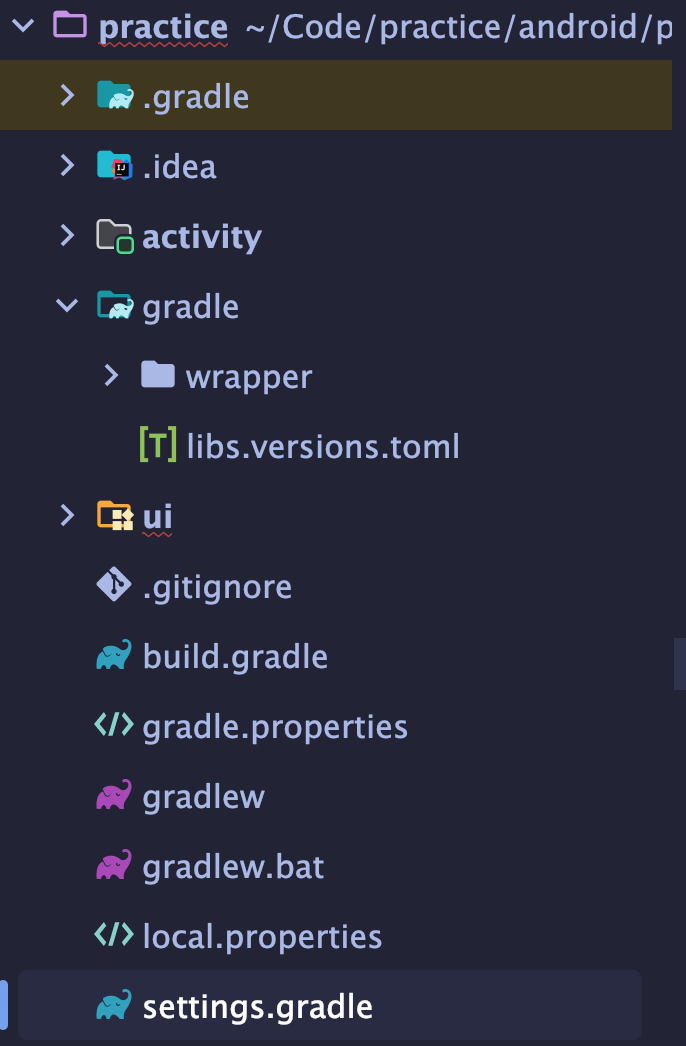 practice ~/Code/practice/android/p
.gradle
.idea
activity
gradle
wrapper
[T] libs.versions.toml
ui
.gitignore
build.gradle
</> gradle.properties
gradlew
gradlew.bat
</> local.properties
settings.gradle